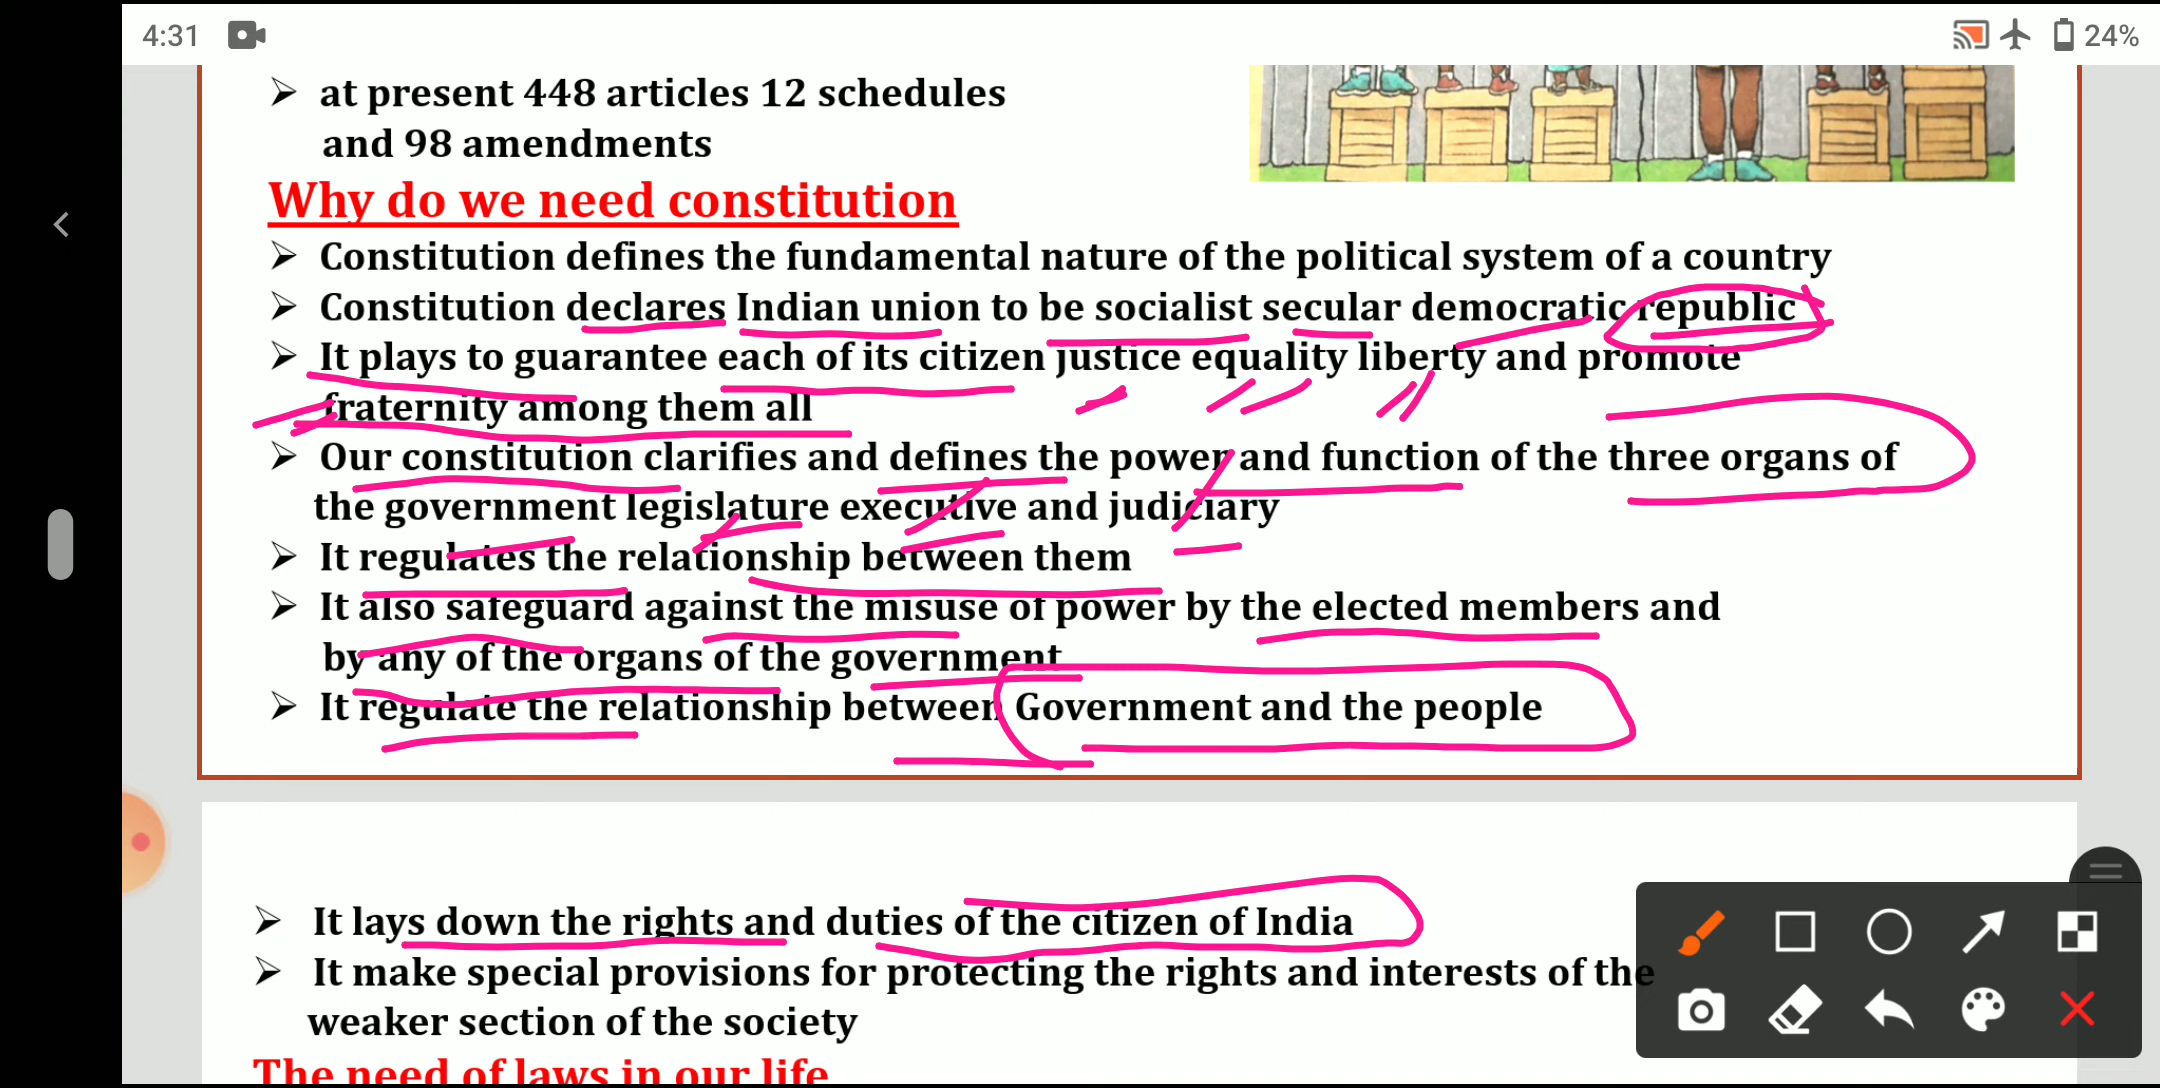 4:31
24%
➢ at present 448 articles 12 schedules
and 98 amendments
Why do we need constitution
➢ Constitution defines the fundamental nature of the political system of a country
➢ Constitution declares Indian union to be socialist secular democratic republic
➢ It plays to guarantee each of its citizen justice equality liberty and promote
fraternity among them all
➢ Our constitution clarifies and defines the power and function of the three organs of
the government legislature executive and judiciary
➢ It regulates the relationship between them
➢ It also safeguard against the misuse of power by the elected members and
by any of the organs of the government
➢ It regulate the relationship between Government and the people
➢ It lays down the rights and duties of the citizen of India
➢ It make special provisions for protecting the rights and interests of the
weaker section of the society
The need of laws in our life